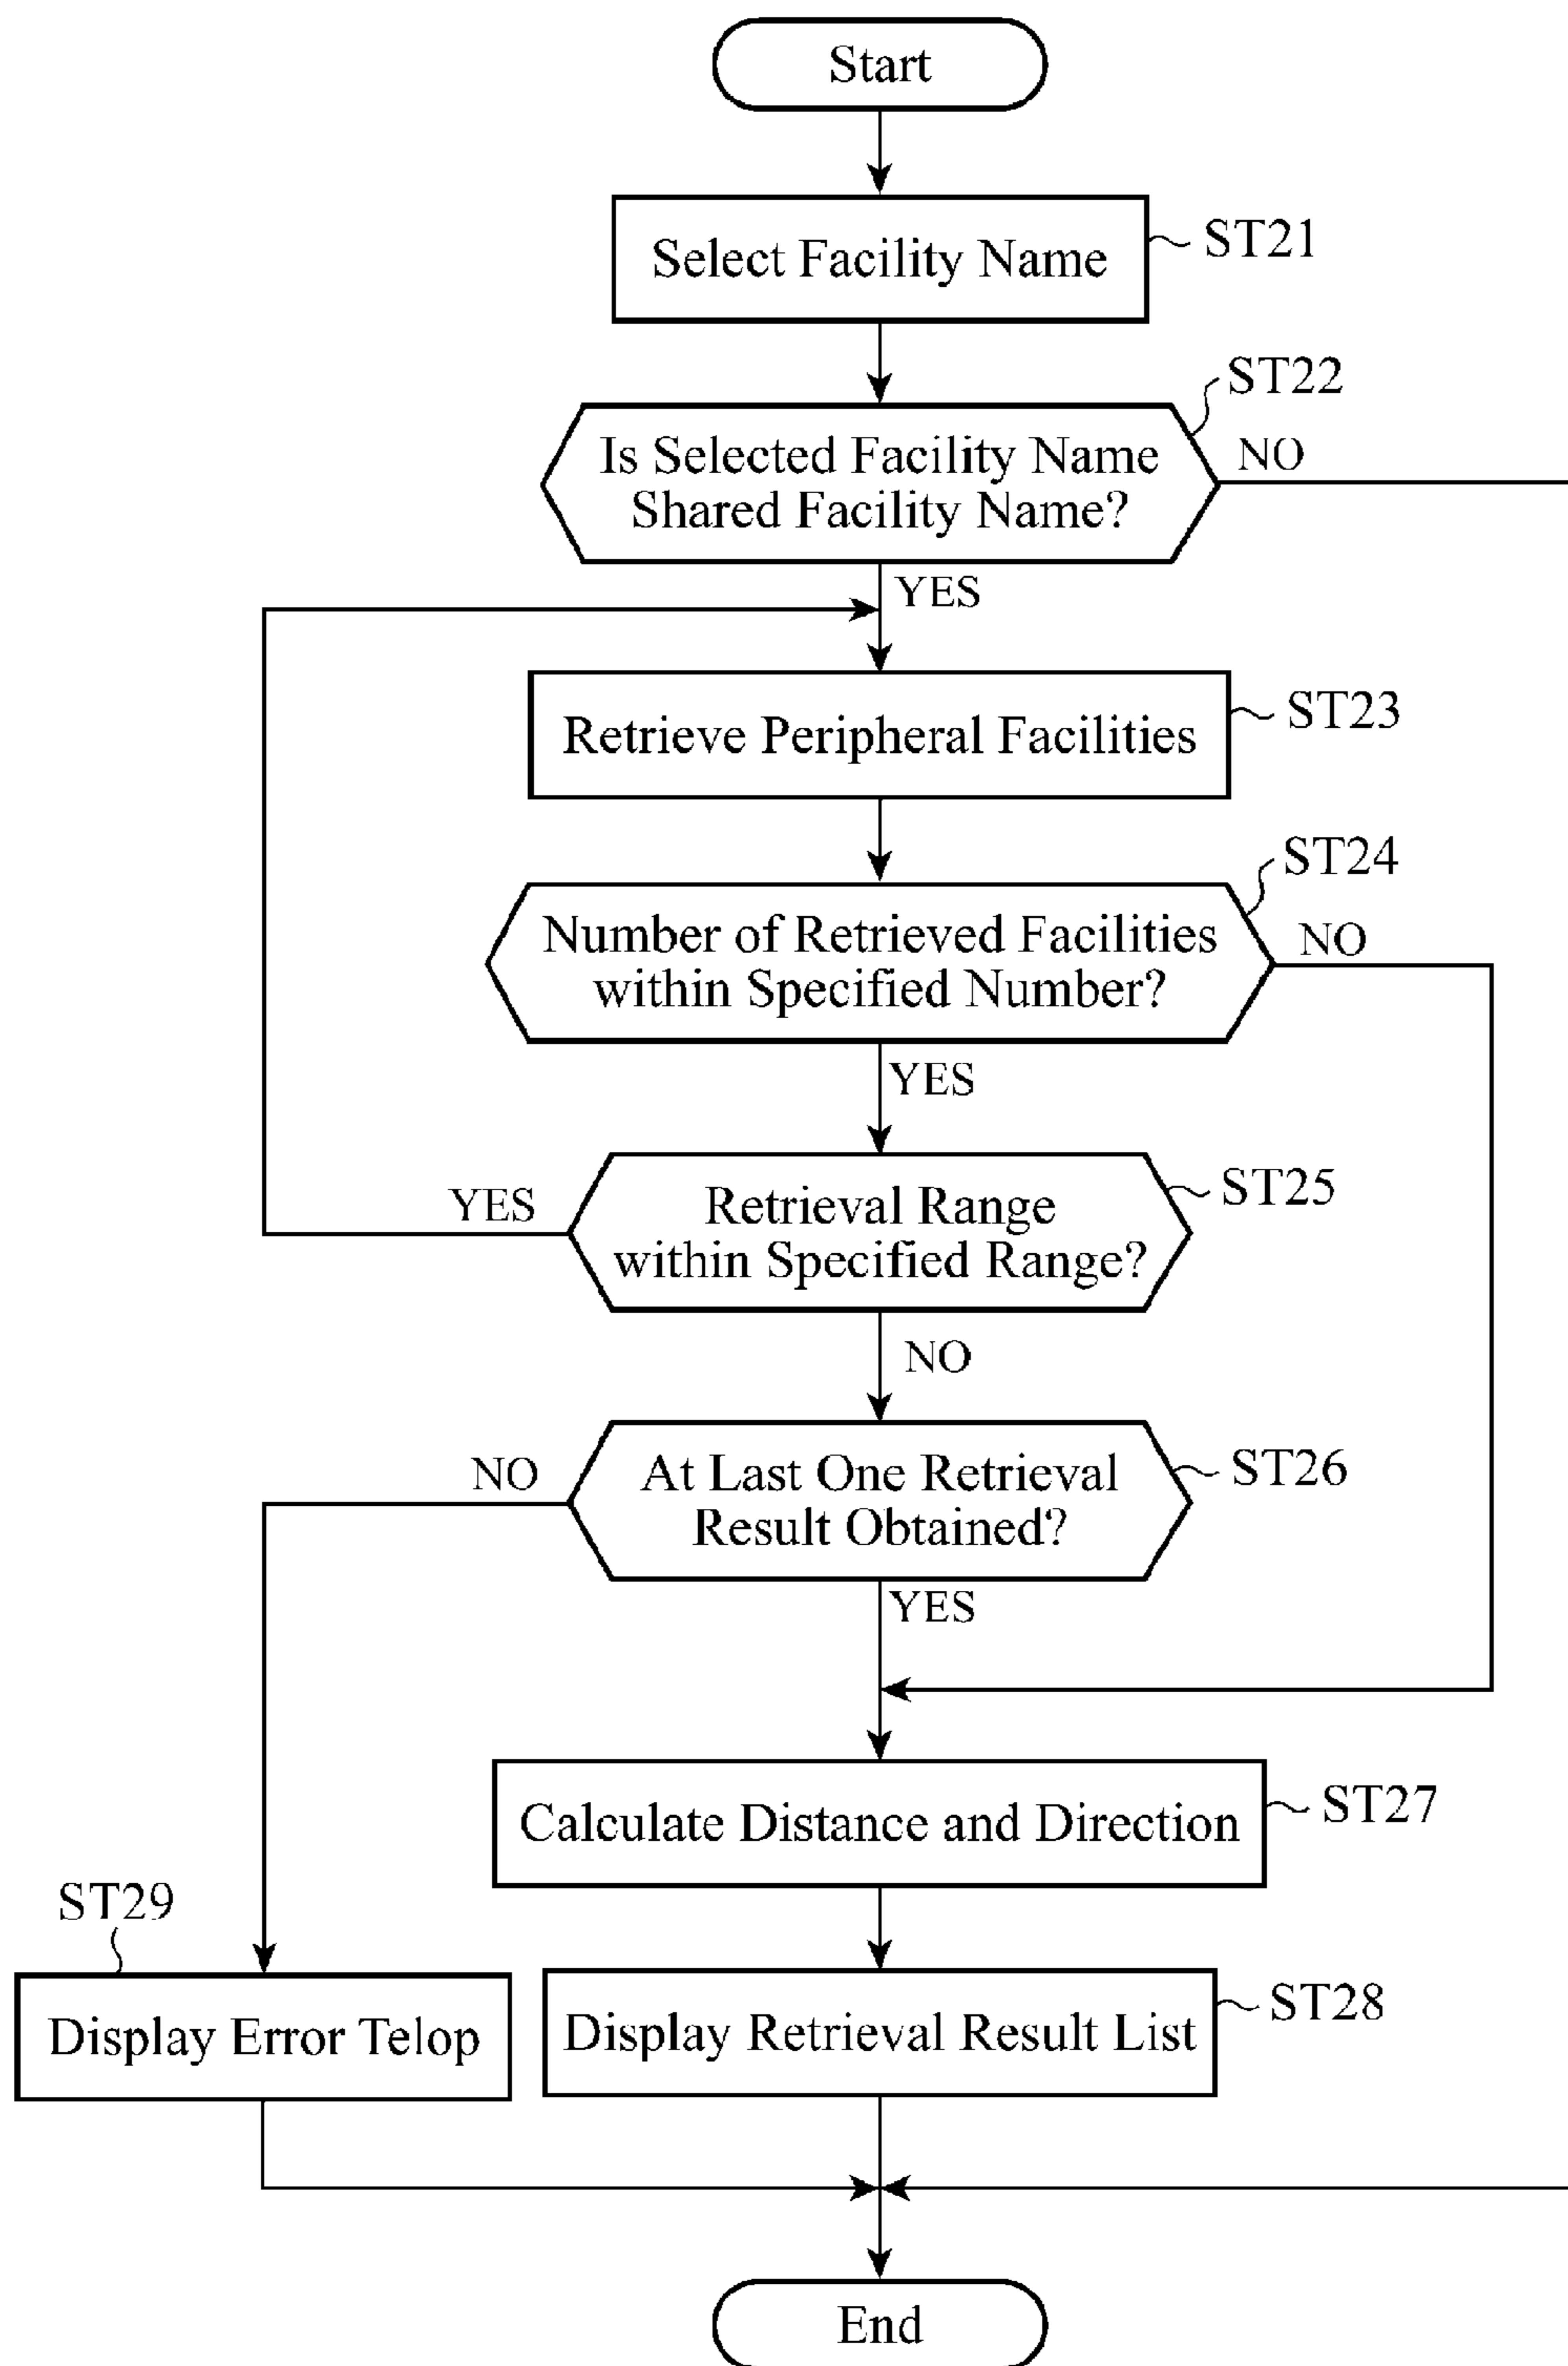 Start
Select Facility Name
ST21
ST22
Is Selected Facility Name
Shared Facility Name?
NO
YES
Retrieve Peripheral Facilities
ST23
ST24
Number of Retrieved Facilities
within Specified Number?
NO
YES
Retrieval Range
within Specified Range?
ST25
YES
NO
At Last One Retrieval
Result Obtained?
ST26
NO
YES
Calculate Distance and Direction
ST27
ST29
Display Error Telop
Display Retrieval Result List
ST28
End